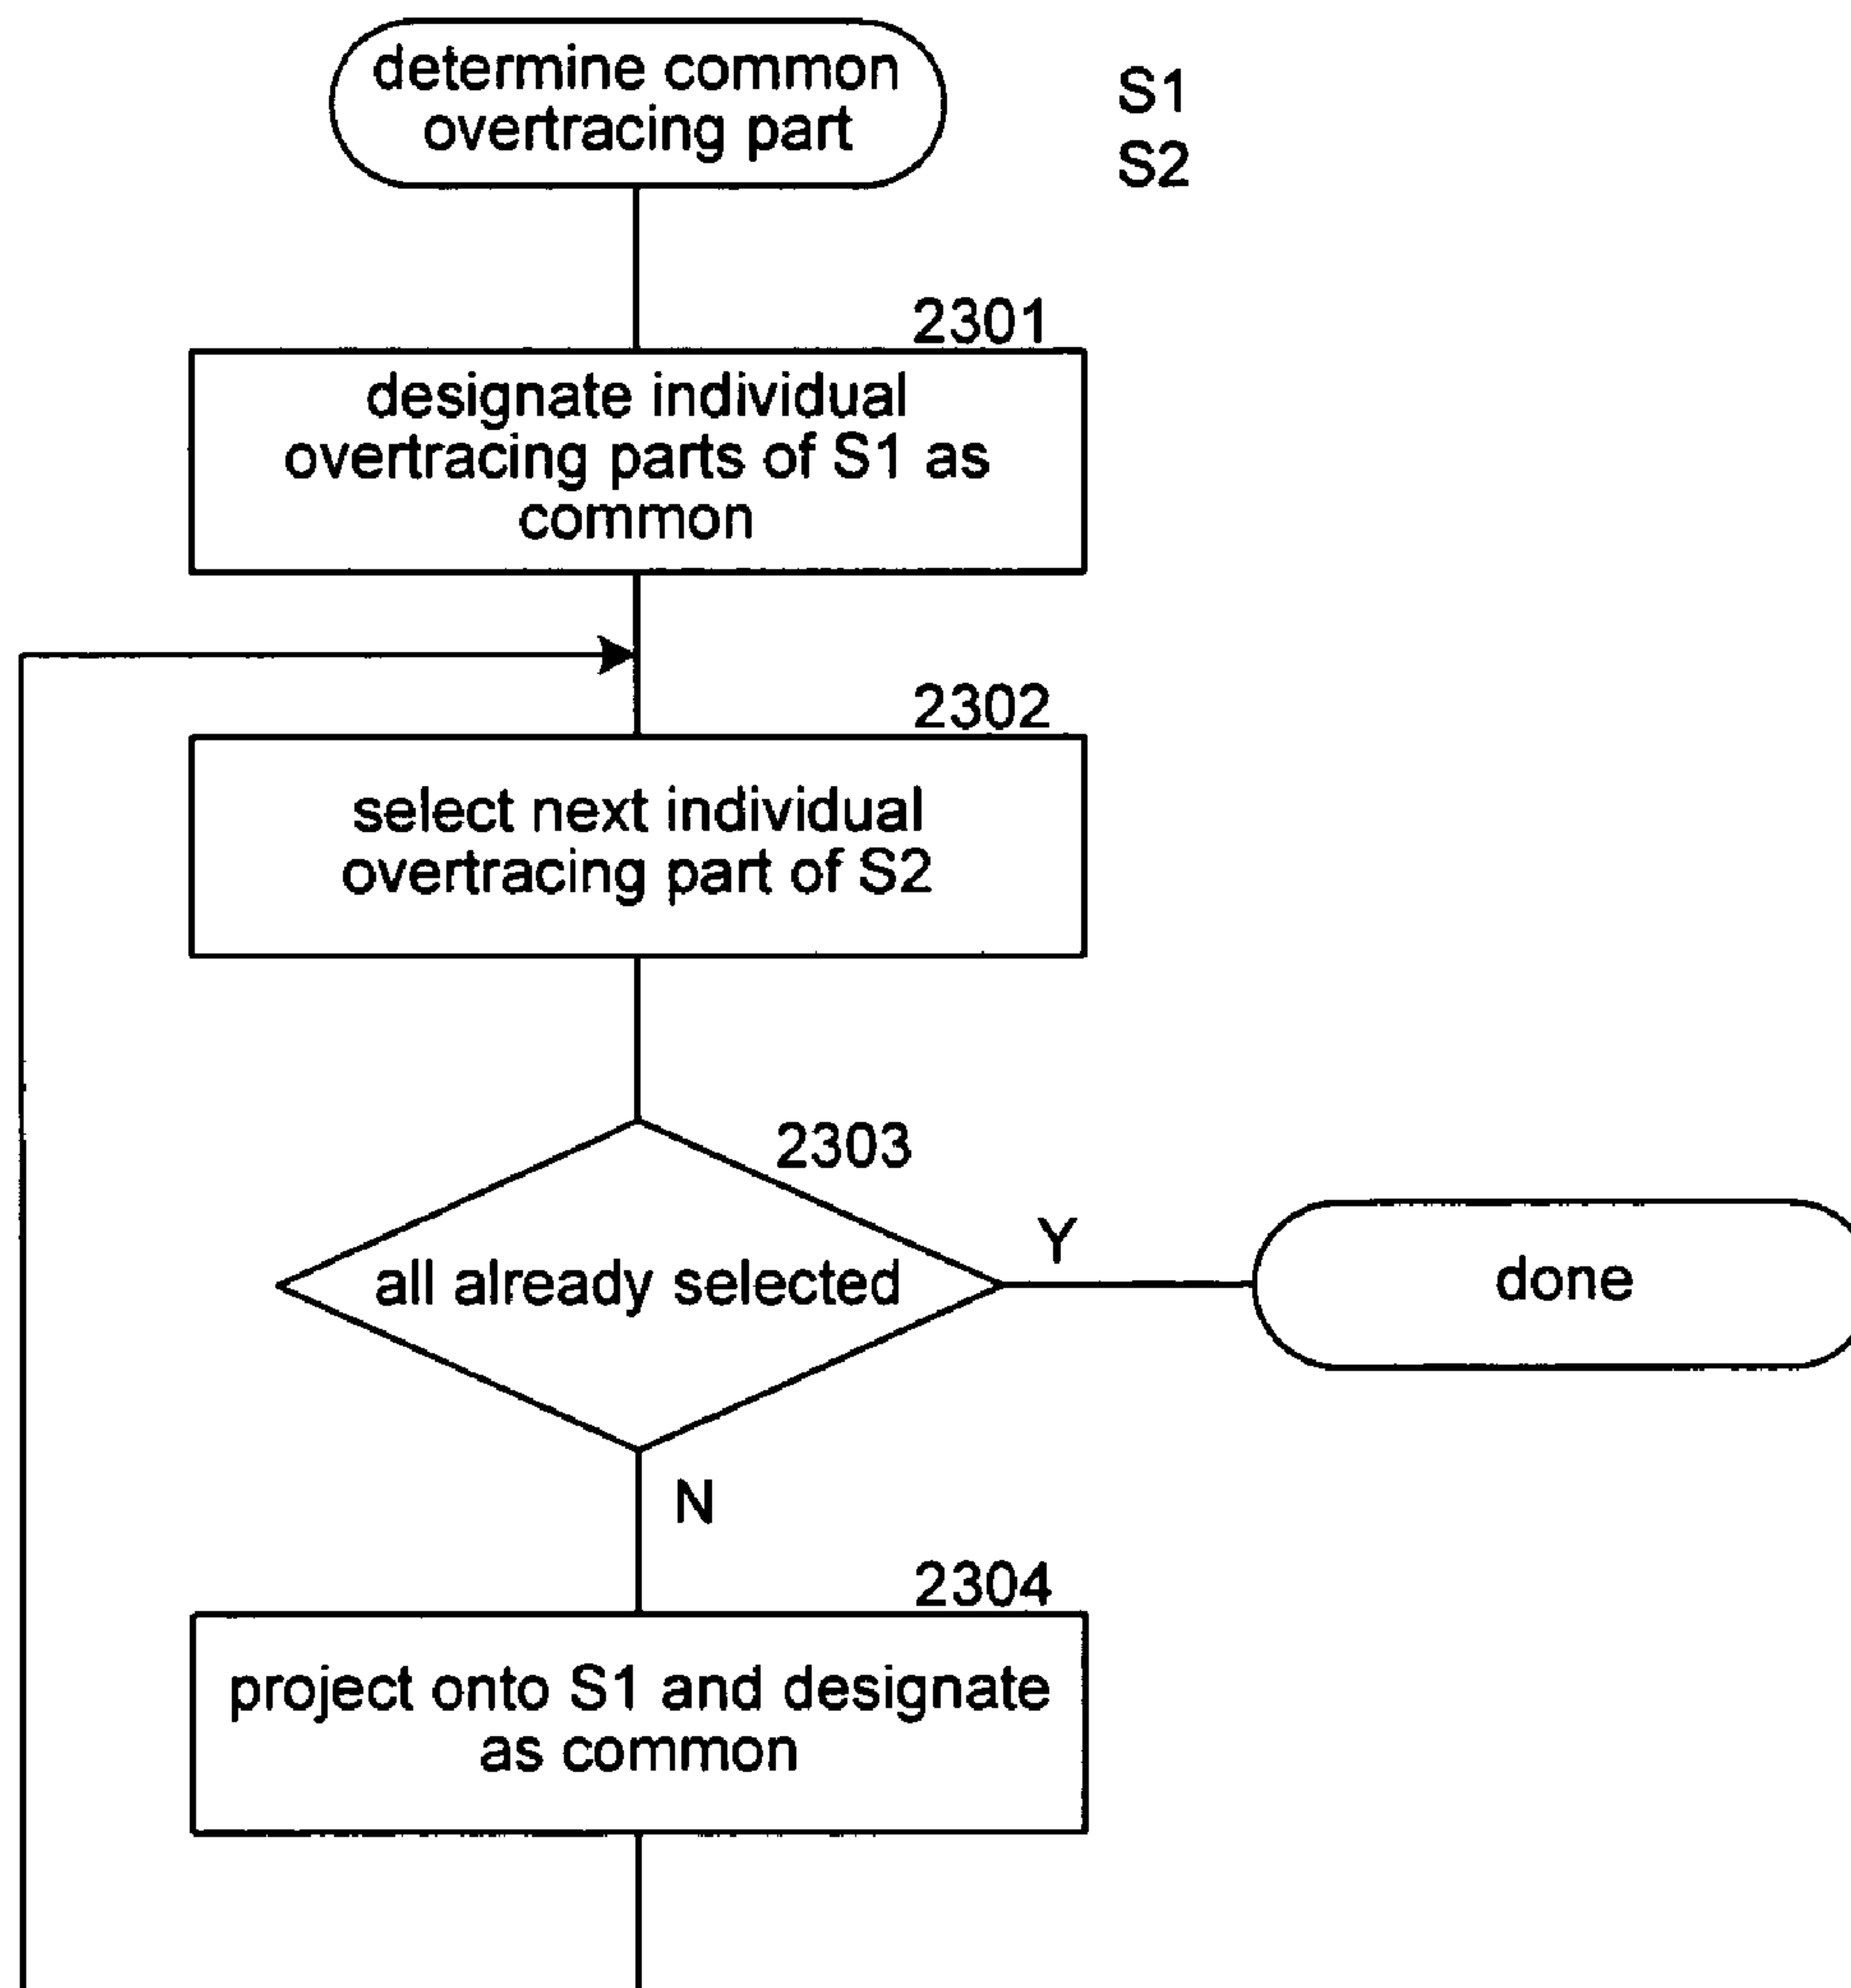 determine common
overtracing part
S1
S2
2301
designate individual
overtracing parts of S1 as
common
2302
select next individual
overtracing part of S2
2303
all already selected
Y
done
N
2304
project onto S1 and designate
as common